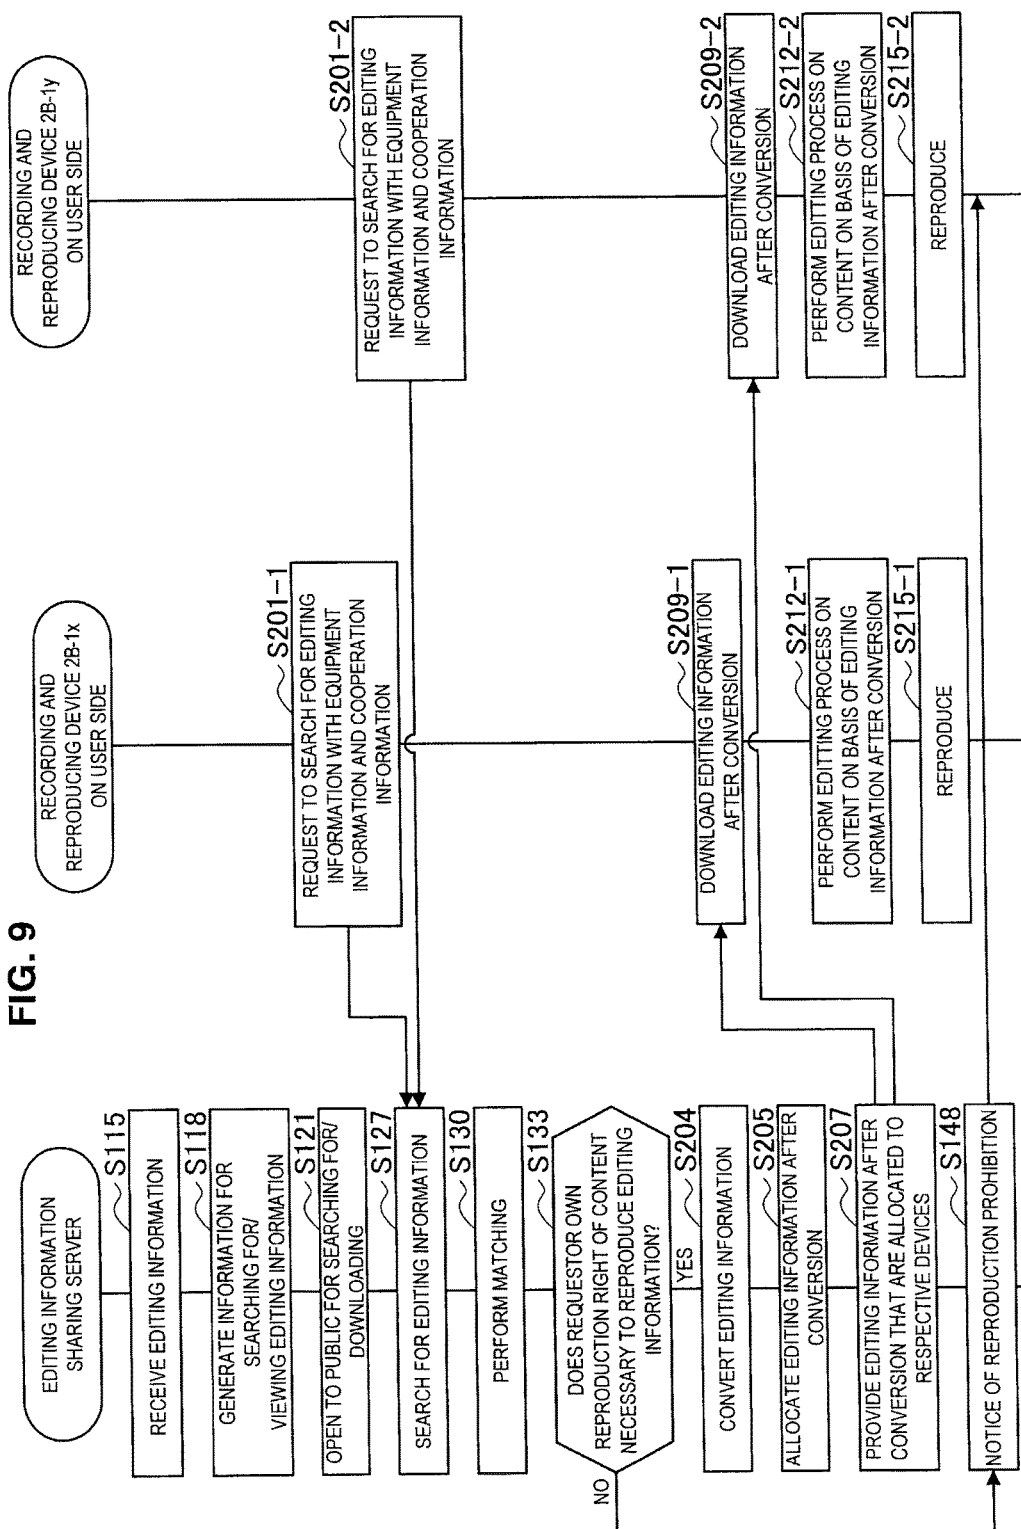 FIG. 9
EDITING INFORMATION
SHARING SERVER
S115
RECEIVE EDITING INFORMATION
S118
GENERATE INFORMATION FOR
SEARCHING FOR/
VIEWING EDITING INFORMATION
S121
OPEN TO PUBLIC FOR SEARCHING FOR/
DOWNLOADING
S127
SEARCH FOR EDITING INFORMATION
S130
PERFORM MATCHING
S133
DOES REQUESTOR OWN
REPRODUCTION RIGHT OF CONTENT
NECESSARY TO REPRODUCE EDITING
INFORMATION?
NO
YES
S204
CONVERT EDITING INFORMATION
S205
ALLOCATE EDITING INFORMATION AFTER
CONVERSION
S207
PROVIDE EDITING INFORMATION AFTER
CONVERSION THAT ARE ALLOCATED TO
RESPECTIVE DEVICES
S148
NOTICE OF REPRODUCTION PROHIBITION
RECORDING AND
REPRODUCING DEVICE 2B-1x
ON USER SIDE
S201-1
REQUEST TO SEARCH FOR EDITING
INFORMATION WITH EQUIPMENT
INFORMATION AND COOPERATION
INFORMATION
S209-1
DOWNLOAD EDITING INFORMATION
AFTER CONVERSION
S212-1
PERFORM EDITTING PROCESS ON
CONTENT ON BASIS OF EDITING
INFORMATION AFTER CONVERSION
S215-1
REPRODUCE
RECORDING AND
REPRODUCING DEVICE 2B-1y
ON USER SIDE
S201-2
REQUEST TO SEARCH FOR EDITING
INFORMATION WITH EQUIPMENT
INFORMATION AND COOPERATION
INFORMATION
S209-2
DOWNLOAD EDITING INFORMATION
AFTER CONVERSION
S212-2
PERFORM EDITTING PROCESS ON
CONTENT ON BASIS OF EDITING
INFORMATION AFTER CONVERSION
S215-2
REPRODUCE